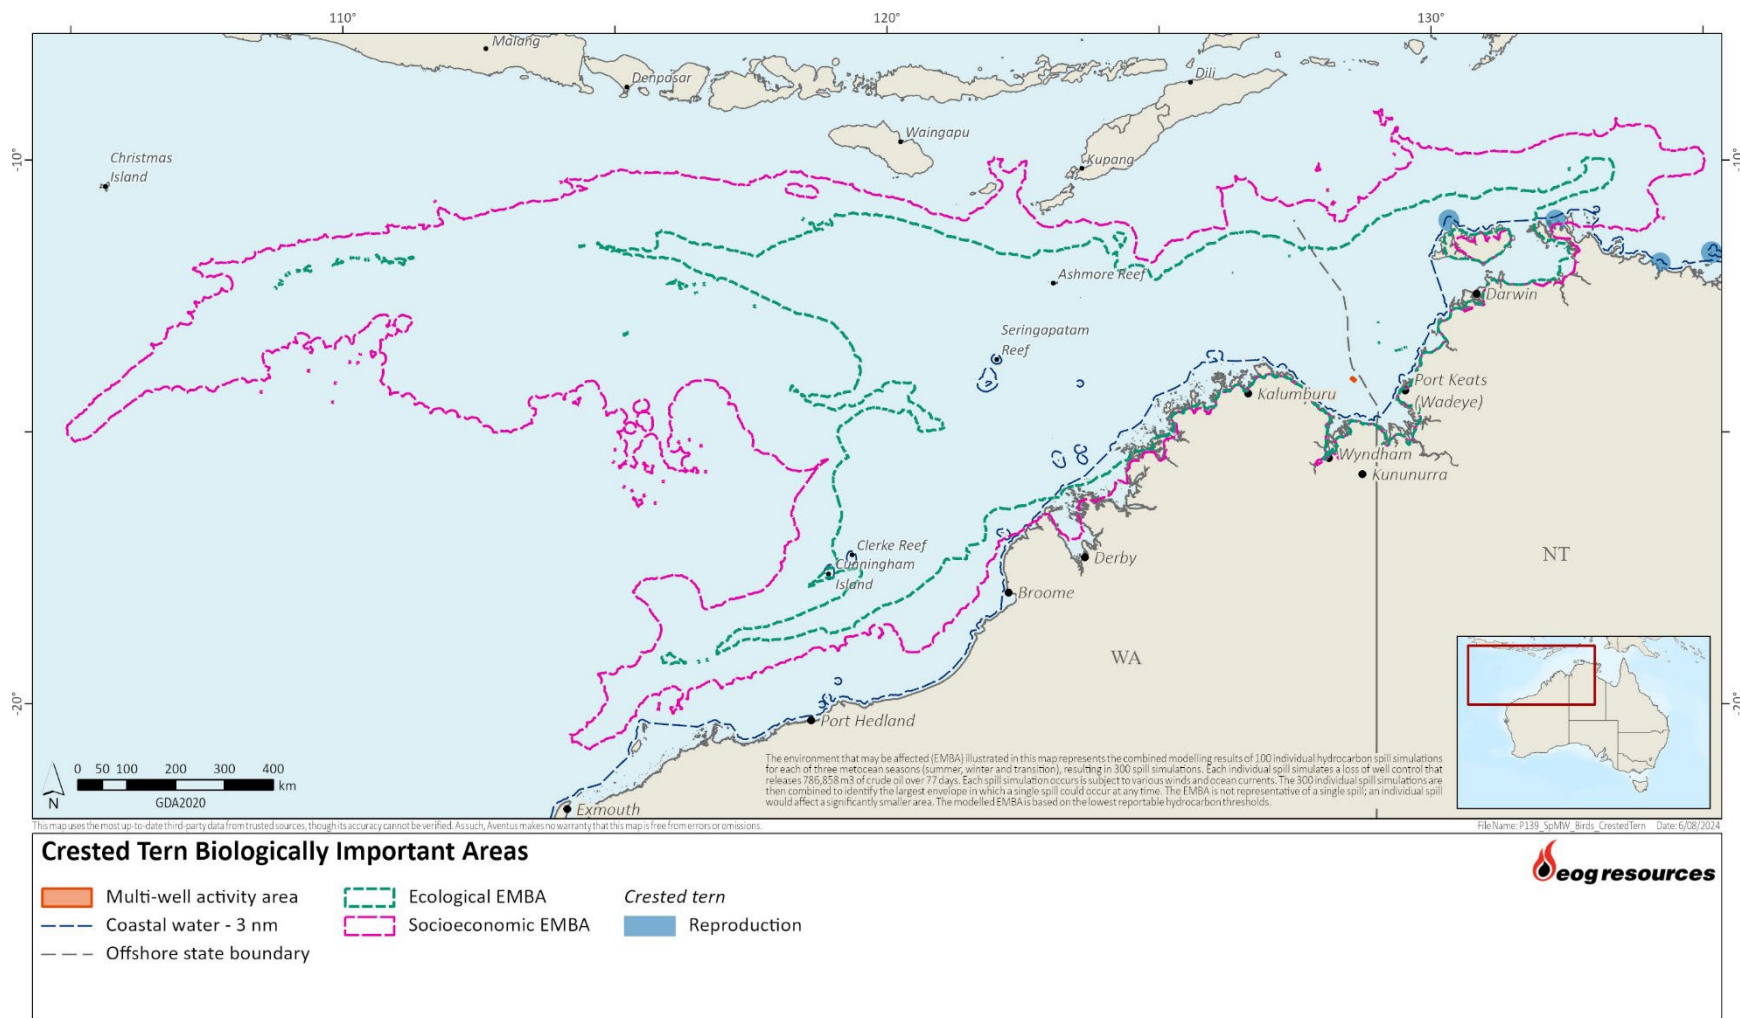 110°
120°
130°
-10°
-10°
-20°
-20°
Malang
Denpasar
Dili
Waingapu
Kupang
Christmas
Island
Ashmore Reef
Seringapatam
Reef
Darwin
Port Keats
(Wadeye)
Kalumburu
Wyndham
Kununurra
Clerke Reef
Cunningham
Island
Derby
Broome
NT
WA
Port Hedland
Exmouth
N
0 50 100 200 300 400
km
GDA2020
The environment that may be affected (EMBA) illustrated in this map represents the combined modelling results of 100 individual hydrocarbon spill simulations
for each of three metocean seasons (summer, winter and transition), resulting in 300 spill simulations. Each individual spill simulates a loss of well control that
releases 786,858 m3 of crude oil over 77 days. Each spill simulation occurs is subject to various winds and ocean currents. The 300 individual spill simulations are
then combined to identify the largest envelope in which a single spill could occur at any time. The EMBA is not representative of a single spill; an individual spill
would affect a significantly smaller area. The modelled EMBA is based on the lowest reportable hydrocarbon thresholds.
This map uses the most up-to-date third-party data from trusted sources, though its accuracy cannot be verified. As such, Aventus makes no warranty that this map is free from errors or omissions.
File Name: P139_SpMW_Birds_CrestedTern Date: 6/08/2024
Crested Tern Biologically Important Areas
Multi-well activity area
Coastal water - 3 nm
Offshore state boundary
Ecological EMBA
Socioeconomic EMBA
Crested tern
Reproduction
eog resources